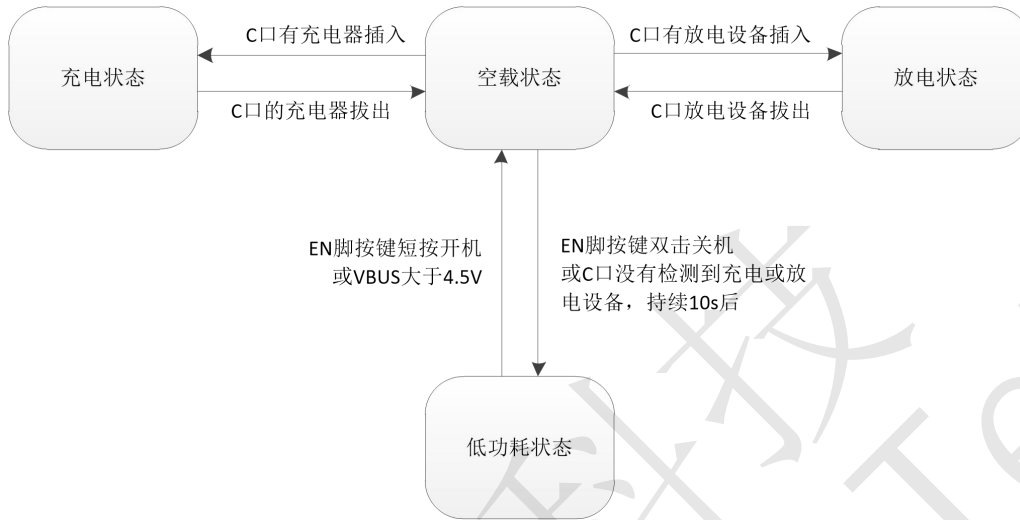 C口有充电器插入
C口有放电设备插入
充电状态
空载状态
放电状态
C口的充电器拔出
C口放电设备拔出
EN脚按键短按开机
或VBUS大于4.5V
EN脚按键双击关机
或C口没有检测到充电或放
电设备，持续10s后
低功耗状态
科技
Te